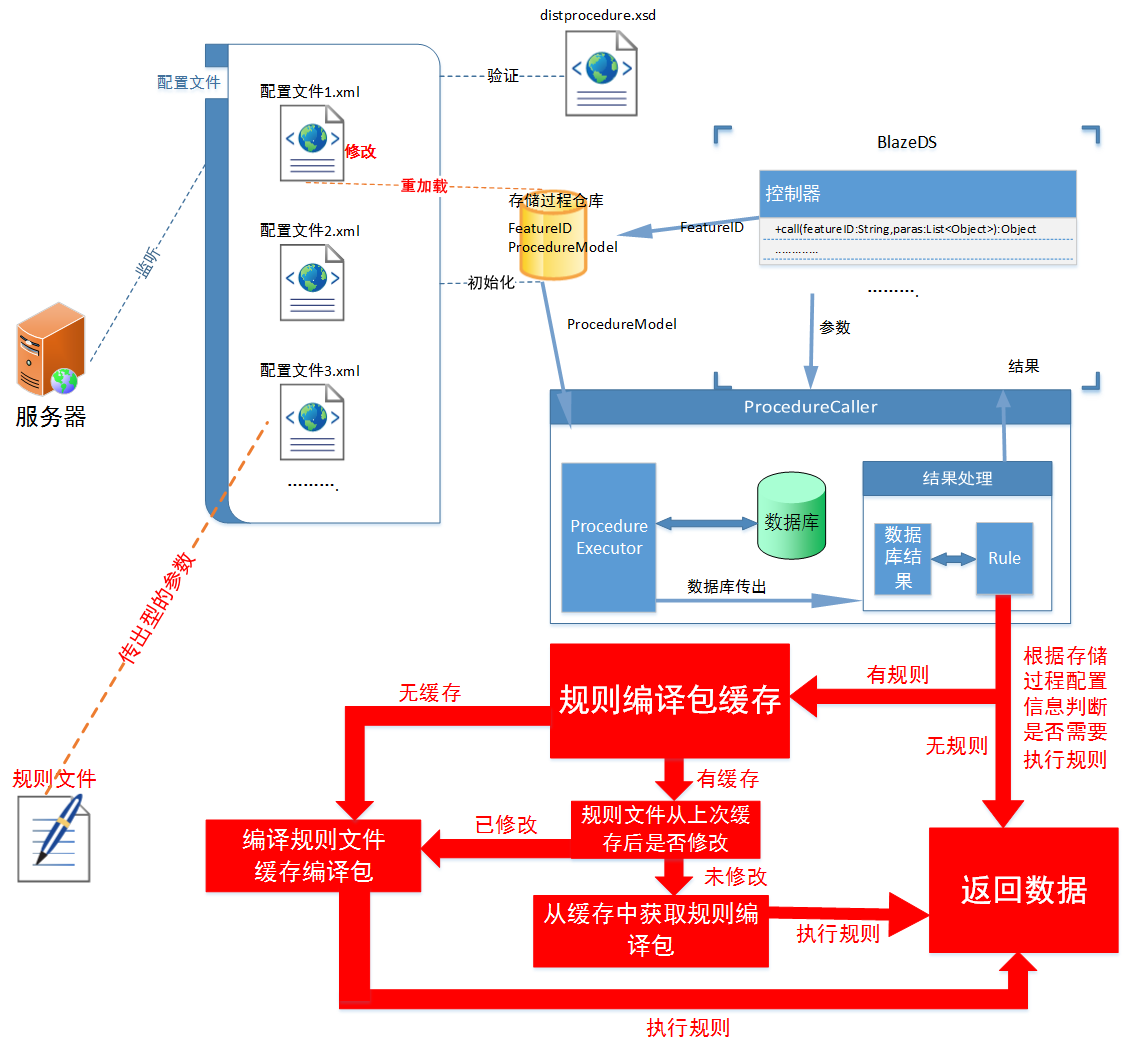 distprocedure.xsd
验证
配置文件
配置文件1.xml
修改
重加载
配置文件2.xml
监听
初始化
配置文件3.xml
……….
服务器
存储过程仓库
FeatureID
ProcedureModel
FeatureID
BlazeDS
控制器
+call(featureID:String,paras:List<Object>):Object
.............
……….
ProcedureModel
参数
结果
ProcedureCaller
Procedure
Executor
数据库
数据库传出
结果处理
数据
库结
果
Rule
传出型的参数
规则文件
根据存储
过程配置
信息判断
是否需要
执行规则
有规则
无规则
规则编译包缓存
无缓存
有缓存
规则文件从上次缓
存后是否修改
已修改
编译规则文件
缓存编译包
未修改
从缓存中获取规则编
译包
执行规则
返回数据
执行规则